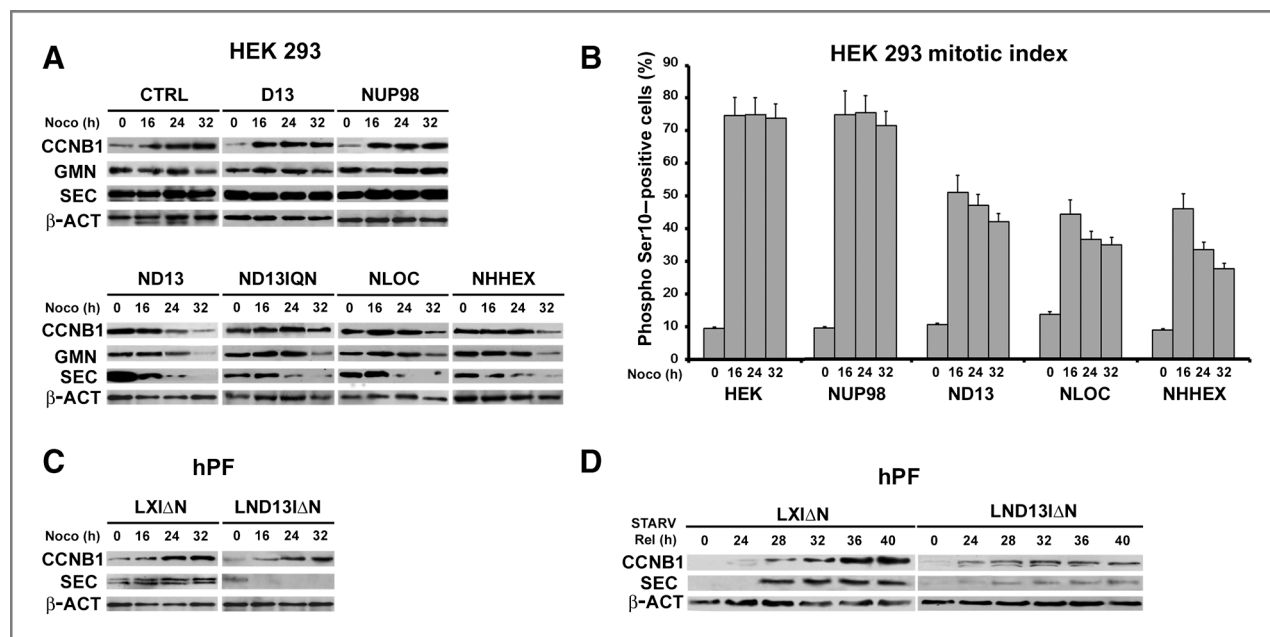 A
HEK 293
CTRL D13 NUP98
Noco (h) 0 16 24 32 0 16 24 32 0 16 24 32
CCNB1
GMN
SEC
β-ACT
ND13 ND13IQN NLOC NHHEX
Noco (h) 0 16 24 32 0 16 24 32 0 16 24 32 0 16 24 32
CCNB1
GMN
SEC
β-ACT
B
HEK 293 mitotic index
Phospho Ser10–positive cells (%)
90
80
70
60
50
40
30
20
10
0
Noco (h) 0 16 24 32 0 16 24 32 0 16 24 32 0 16 24 32 0 16 24 32
HEK NUP98 ND13 NLOC NHHEX
C
hPF
LXIΔN LND13IΔN
Noco (h) 0 16 24 32 0 16 24 32
CCNB1
SEC
β-ACT
D
hPF
LXIΔN LND13IΔN
STARV
Rel (h) 0 24 28 32 36 40 0 24 28 32 36 40
CCNB1
SEC
β-ACT